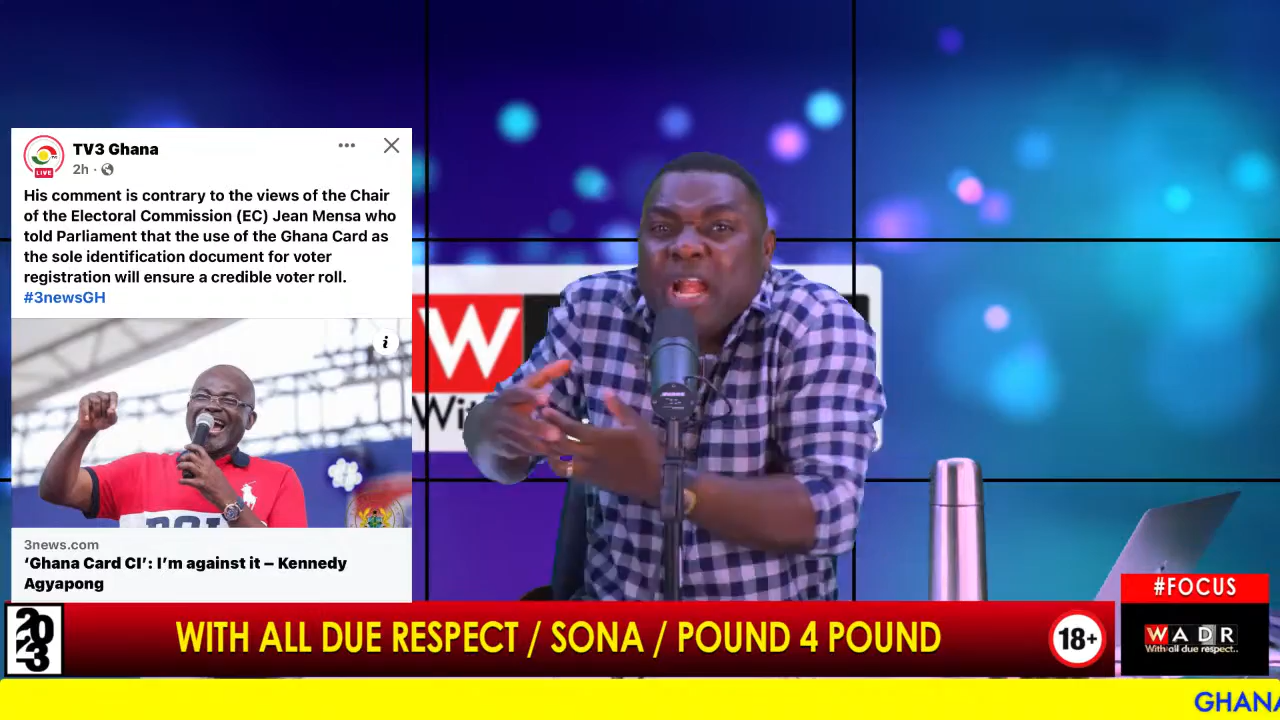 TV3 Ghana
2h
LIVE
His comment is contrary to the views of the Chair
of the Electoral Commission (EC) Jean Mensa who
told Parliament that the use of the Ghana Card as
the sole identification document for voter
registration will ensure a credible voter roll.
#3newsGH
3news.com
‘Ghana Card CI’: I’m against it – Kennedy
Agyapong
W
Wit
#FOCUS
2023
WITH ALL DUE RESPECT / SONA / POUND 4 POUND
18+
WADR
With all due respect..
GHANA